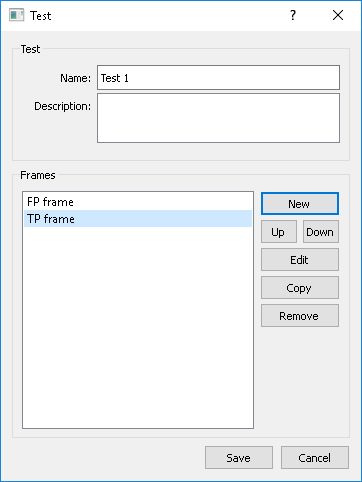 Test
?
Test
Name: Test 1
Description:
Frames
FP frame
TP frame
New
Up Down
Edit
Copy
Remove
Save Cancel